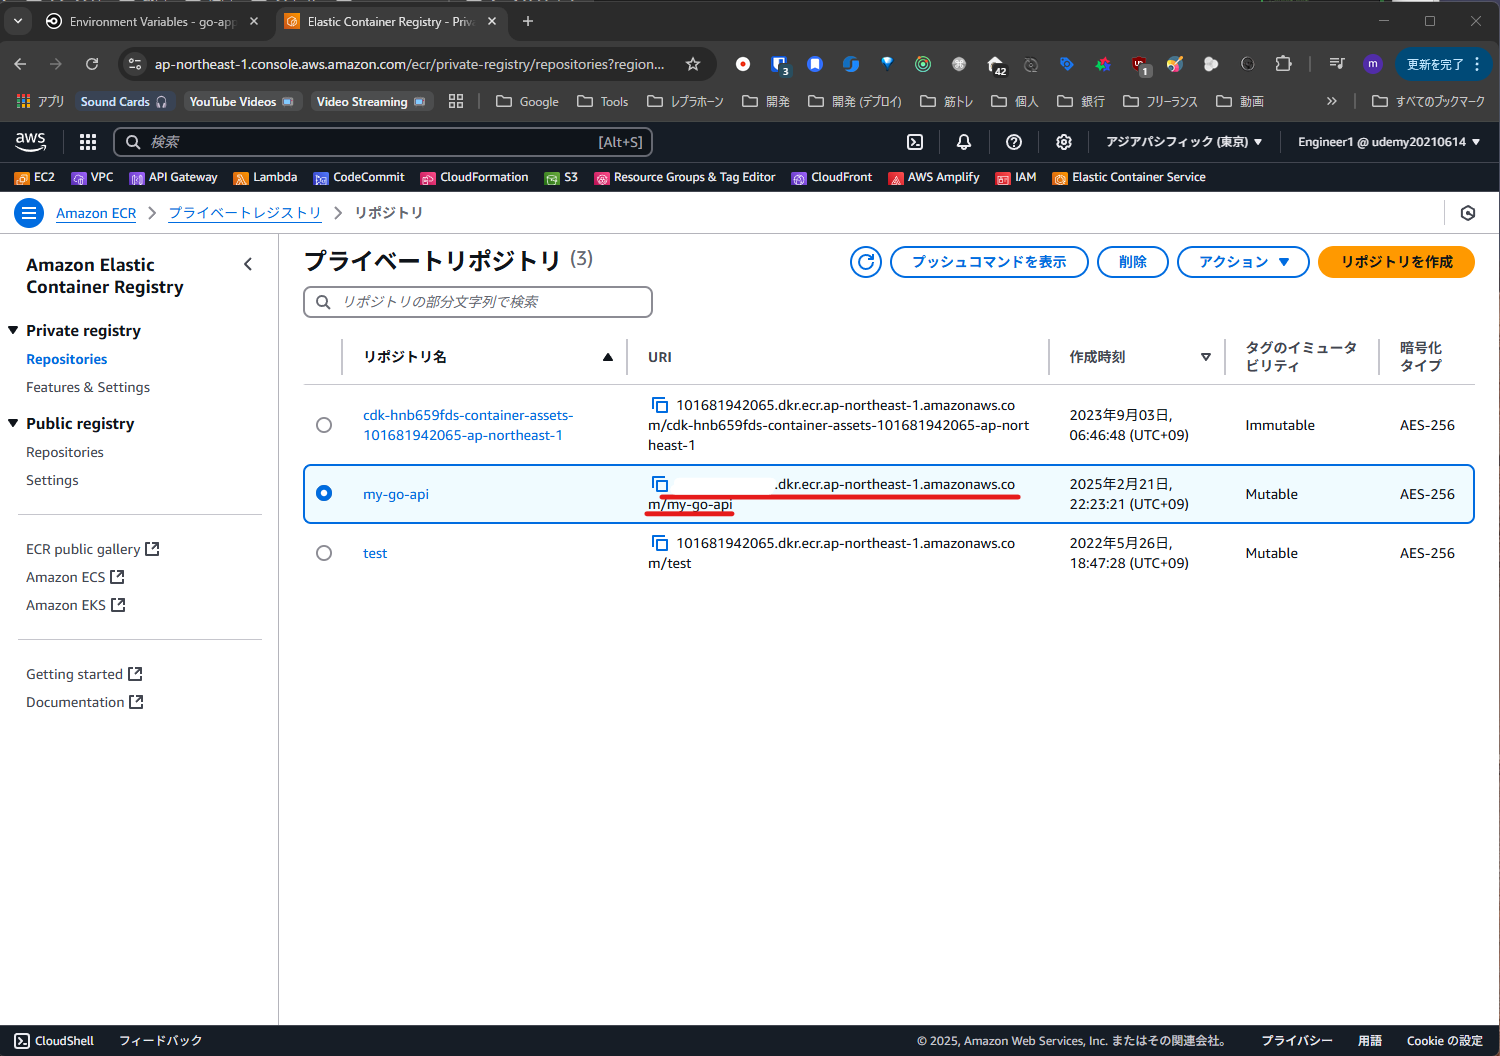 Environment Variables - go-app
Elastic Container Registry - Priva
ap-northeast-1.console.aws.amazon.com/ecr/private-registry/repositories?region...
3
42
1
m
更新を完了
アプリ
Sound Cards
YouTube Videos
Video Streaming
Google
Tools
レプラホーン
開発
開発 (デプロイ)
筋トレ
個人
銀行
フリーランス
動画
すべてのブックマーク
aws
検索
[Alt+S]
アジアパシフィック (東京)
Engineer1 @ udemy20210614
EC2
VPC
API Gateway
Lambda
CodeCommit
CloudFormation
S3
Resource Groups & Tag Editor
CloudFront
AWS Amplify
IAM
Elastic Container Service
Amazon ECR
プライベートレジストリ
リポジトリ
Amazon Elastic
Container Registry
Private registry
Repositories
Features & Settings
Public registry
Repositories
Settings
ECR public gallery
Amazon ECS
Amazon EKS
Getting started
Documentation
プライベートリポジトリ (3)
プッシュコマンドを表示
削除
アクション
リポジトリを作成
リポジトリの部分文字列で検索
リポジトリ名
URI
作成時刻
タグのイミュータ
ビリティ
暗号化
タイプ
cdk-hnb659fds-container-assets-
101681942065-ap-northeast-1
101681942065.dkr.ecr.ap-northeast-1.amazonaws.co
m/cdk-hnb659fds-container-assets-101681942065-ap-nort
heast-1
2023年9月03日,
06:46:48 (UTC+09)
Immutable
AES-256
my-go-api
.dkr.ecr.ap-northeast-1.amazonaws.co
m/my-go-api
2025年2月21日,
22:23:21 (UTC+09)
Mutable
AES-256
test
101681942065.dkr.ecr.ap-northeast-1.amazonaws.co
m/test
2022年5月26日,
18:47:28 (UTC+09)
Mutable
AES-256
CloudShell
フィードバック
© 2025, Amazon Web Services, Inc. またはその関連会社。
プライバシー
用語
Cookie の設定